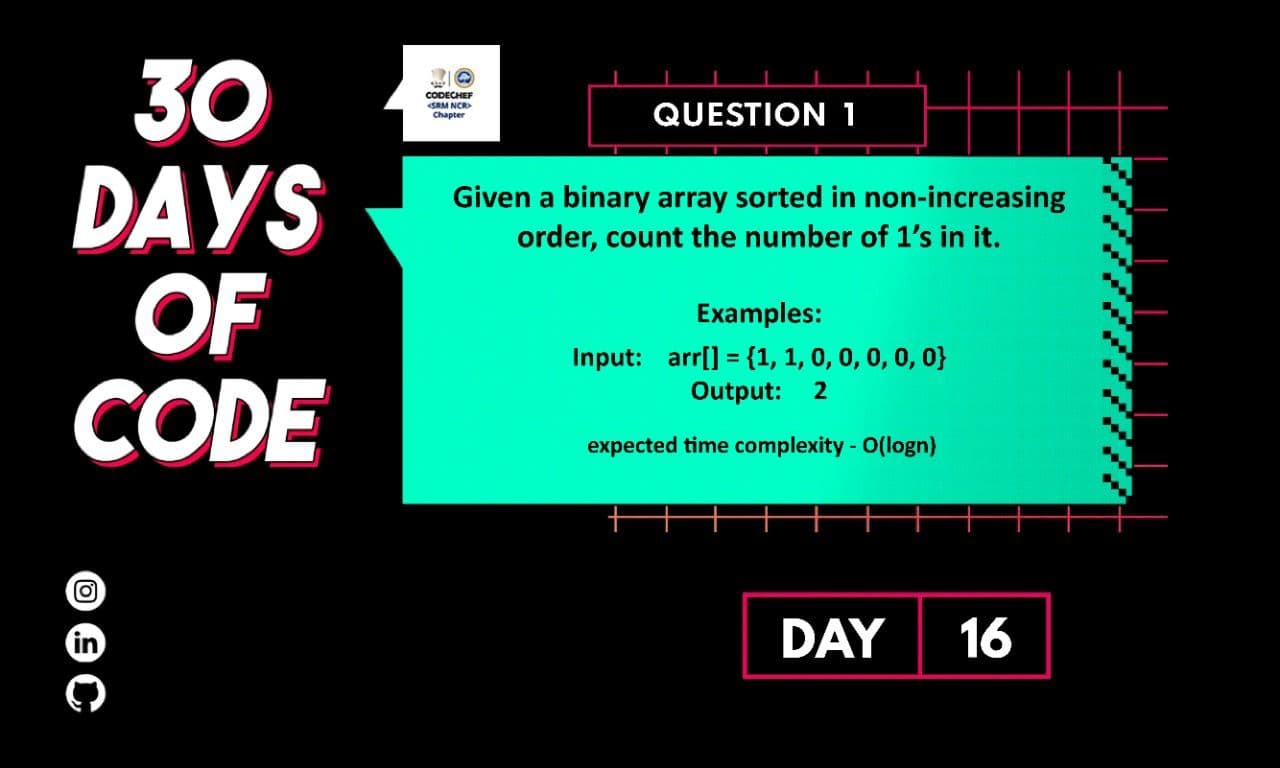 30
DAYS
OF
CODE
CODECHEF
<SRM NCR>
Chapter
QUESTION 1
Given a binary array sorted in non-increasing
order, count the number of 1’s in it.
Examples:
Input: arr[] = {1, 1, 0, 0, 0, 0, 0}
Output: 2
expected time complexity - O(logn)
in
DAY 16